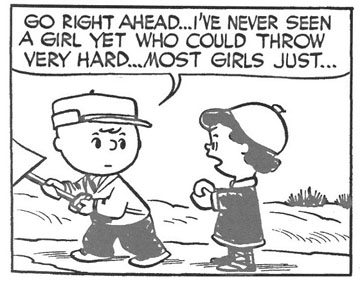 GO RIGHT AHEAD...I'VE NEVER SEEN
A GIRL YET WHO COULD THROW
VERY HARD...MOST GIRLS JUST...